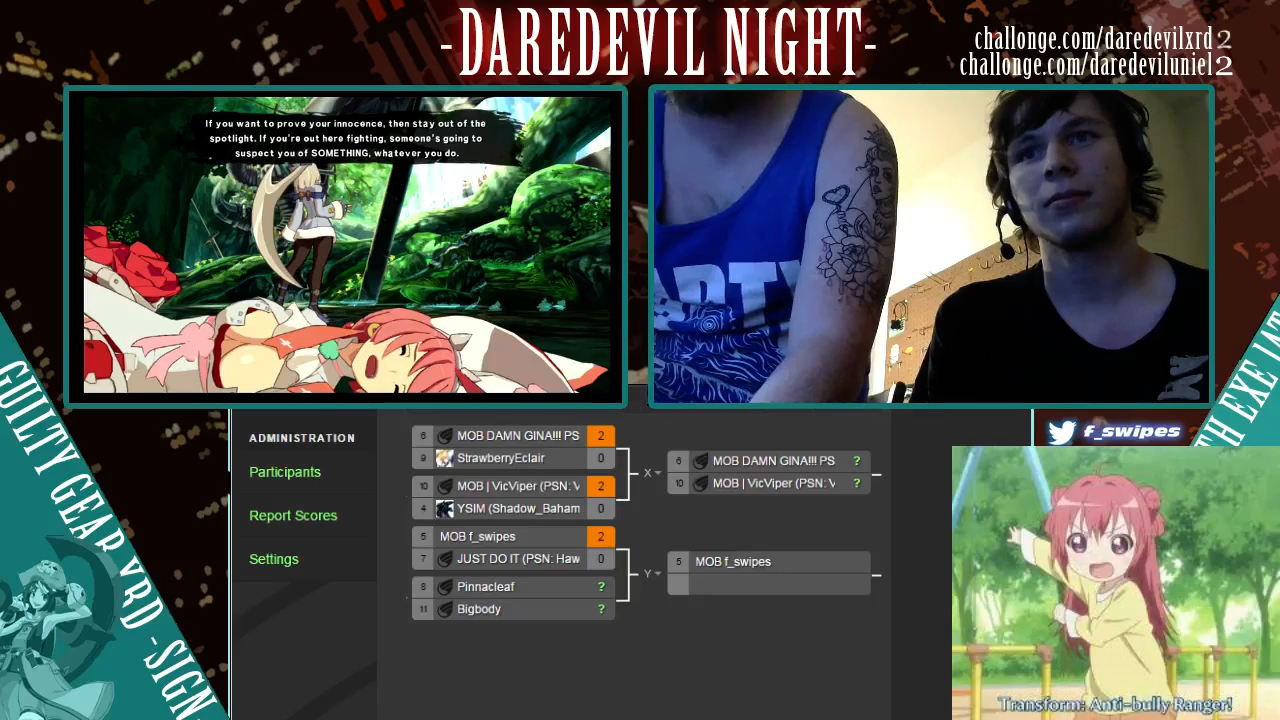 -DAREDEVIL NIGHT-
challonge.com/daredevilxrd2
challonge.com/daredeviluniel2
If you want to prove your innocence, then stay out of the
spotlight. If you're out here fighting, someone's going to
suspect you of SOMETHING, whatever you do.
ADMINISTRATION
Participants
Report Scores
Settings
6 MOB DAMN GINA!!! PS 2
9 StrawberryEclair 0
10 MOB | VicViper (PSN: V 2
4 YSIM (Shadow_Baham 0
5 MOB f_swipes 2
7 JUST DO IT (PSN: Haw 0
8 Pinnacleaf ?
11 Bigbody ?
X
6 MOB DAMN GINA!!! PS ?
10 MOB | VicViper (PSN: V ?
Y
5 MOB f_swipes
f_swipes
GUILTY GEAR XRD -SIGN-
TH EXE LAT
Transform: Anti-bully Ranger!